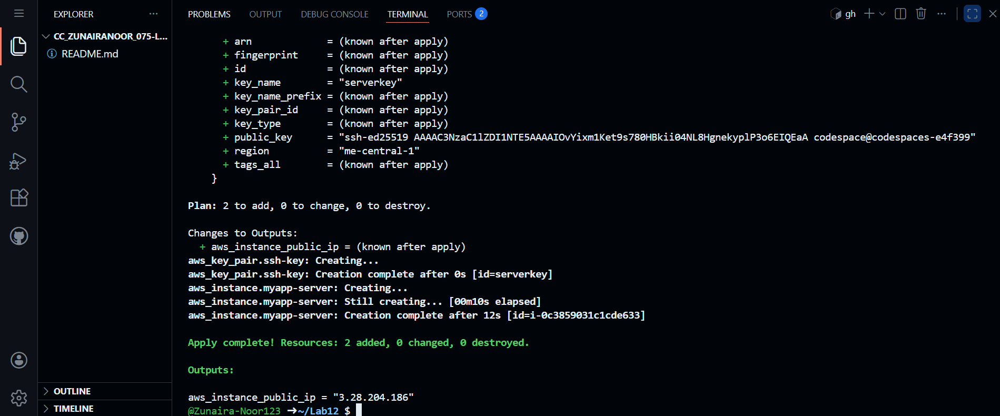 EXPLORER
CC_ZUNAIRANOOR_075-L...
README.md
OUTLINE
TIMELINE
PROBLEMS OUTPUT DEBUG CONSOLE TERMINAL PORTS 2
gh
+ arn = (known after apply)
+ fingerprint = (known after apply)
+ id = (known after apply)
+ key_name = "serverkey"
+ key_name_prefix = (known after apply)
+ key_pair_id = (known after apply)
+ key_type = (known after apply)
+ public_key = "ssh-ed25519 AAAAC3NzaC1lZDI1NTE5AAAAIOvYixm1Ket9s780HBkii04NL8HgnekyplP3o6EIQEaA codespace@codespaces-e4f399"
+ region = "me-central-1"
+ tags_all = (known after apply)
}
Plan: 2 to add, 0 to change, 0 to destroy.
Changes to Outputs:
+ aws_instance_public_ip = (known after apply)
aws_key_pair.ssh-key: Creating...
aws_key_pair.ssh-key: Creation complete after 0s [id=serverkey]
aws_instance.myapp-server: Creating...
aws_instance.myapp-server: Still creating... [00m10s elapsed]
aws_instance.myapp-server: Creation complete after 12s [id=i-0c3859031c1cde633]
Apply complete! Resources: 2 added, 0 changed, 0 destroyed.
Outputs:
aws_instance_public_ip = "3.28.204.186"
@Zunaira-Noor123 ➜ ~/Lab12 $